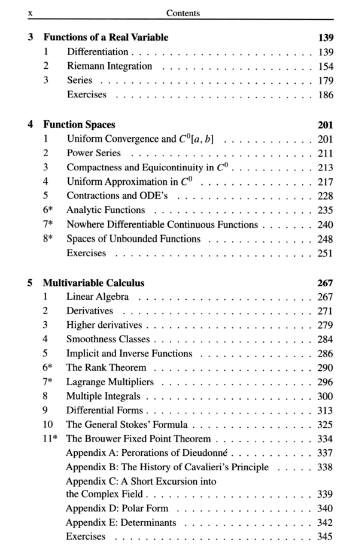 x Contents
3 Functions of a Real Variable 139
1 Differentiation . . . . . . . . . . . . . . . . . . . . . . . . . 139
2 Riemann Integration . . . . . . . . . . . . . . . . . . . . . 154
3 Series . . . . . . . . . . . . . . . . . . . . . . . . . . . . . 179
Exercises . . . . . . . . . . . . . . . . . . . . . . . . . . 186
4 Function Spaces 201
1 Uniform Convergence and C⁰[a, b] . . . . . . . . . . . . 201
2 Power Series . . . . . . . . . . . . . . . . . . . . . . . . . 211
3 Compactness and Equicontinuity in C⁰ . . . . . . . . . . . 213
4 Uniform Approximation in C⁰ . . . . . . . . . . . . . . . 217
5 Contractions and ODE's . . . . . . . . . . . . . . . . . . 228
6* Analytic Functions . . . . . . . . . . . . . . . . . . . . . 235
7* Nowhere Differentiable Continuous Functions . . . . . . . 240
8* Spaces of Unbounded Functions . . . . . . . . . . . . . . 248
Exercises . . . . . . . . . . . . . . . . . . . . . . . . . . 251
5 Multivariable Calculus 267
1 Linear Algebra . . . . . . . . . . . . . . . . . . . . . . . 267
2 Derivatives . . . . . . . . . . . . . . . . . . . . . . . . . 271
3 Higher derivatives . . . . . . . . . . . . . . . . . . . . . . 279
4 Smoothness Classes . . . . . . . . . . . . . . . . . . . . . 284
5 Implicit and Inverse Functions . . . . . . . . . . . . . . . 286
6* The Rank Theorem . . . . . . . . . . . . . . . . . . . . . 290
7* Lagrange Multipliers . . . . . . . . . . . . . . . . . . . . 296
8 Multiple Integrals . . . . . . . . . . . . . . . . . . . . . . 300
9 Differential Forms . . . . . . . . . . . . . . . . . . . . . . 313
10 The General Stokes' Formula . . . . . . . . . . . . . . . . 325
11* The Brouwer Fixed Point Theorem . . . . . . . . . . . . . 334
Appendix A: Perorations of Dieudonné . . . . . . . . . . . 337
Appendix B: The History of Cavalieri's Principle . . . . . 338
Appendix C: A Short Excursion into
the Complex Field . . . . . . . . . . . . . . . . . . . . . . 339
Appendix D: Polar Form . . . . . . . . . . . . . . . . . . 340
Appendix E: Determinants . . . . . . . . . . . . . . . . . 342
Exercises . . . . . . . . . . . . . . . . . . . . . . . . . . 345